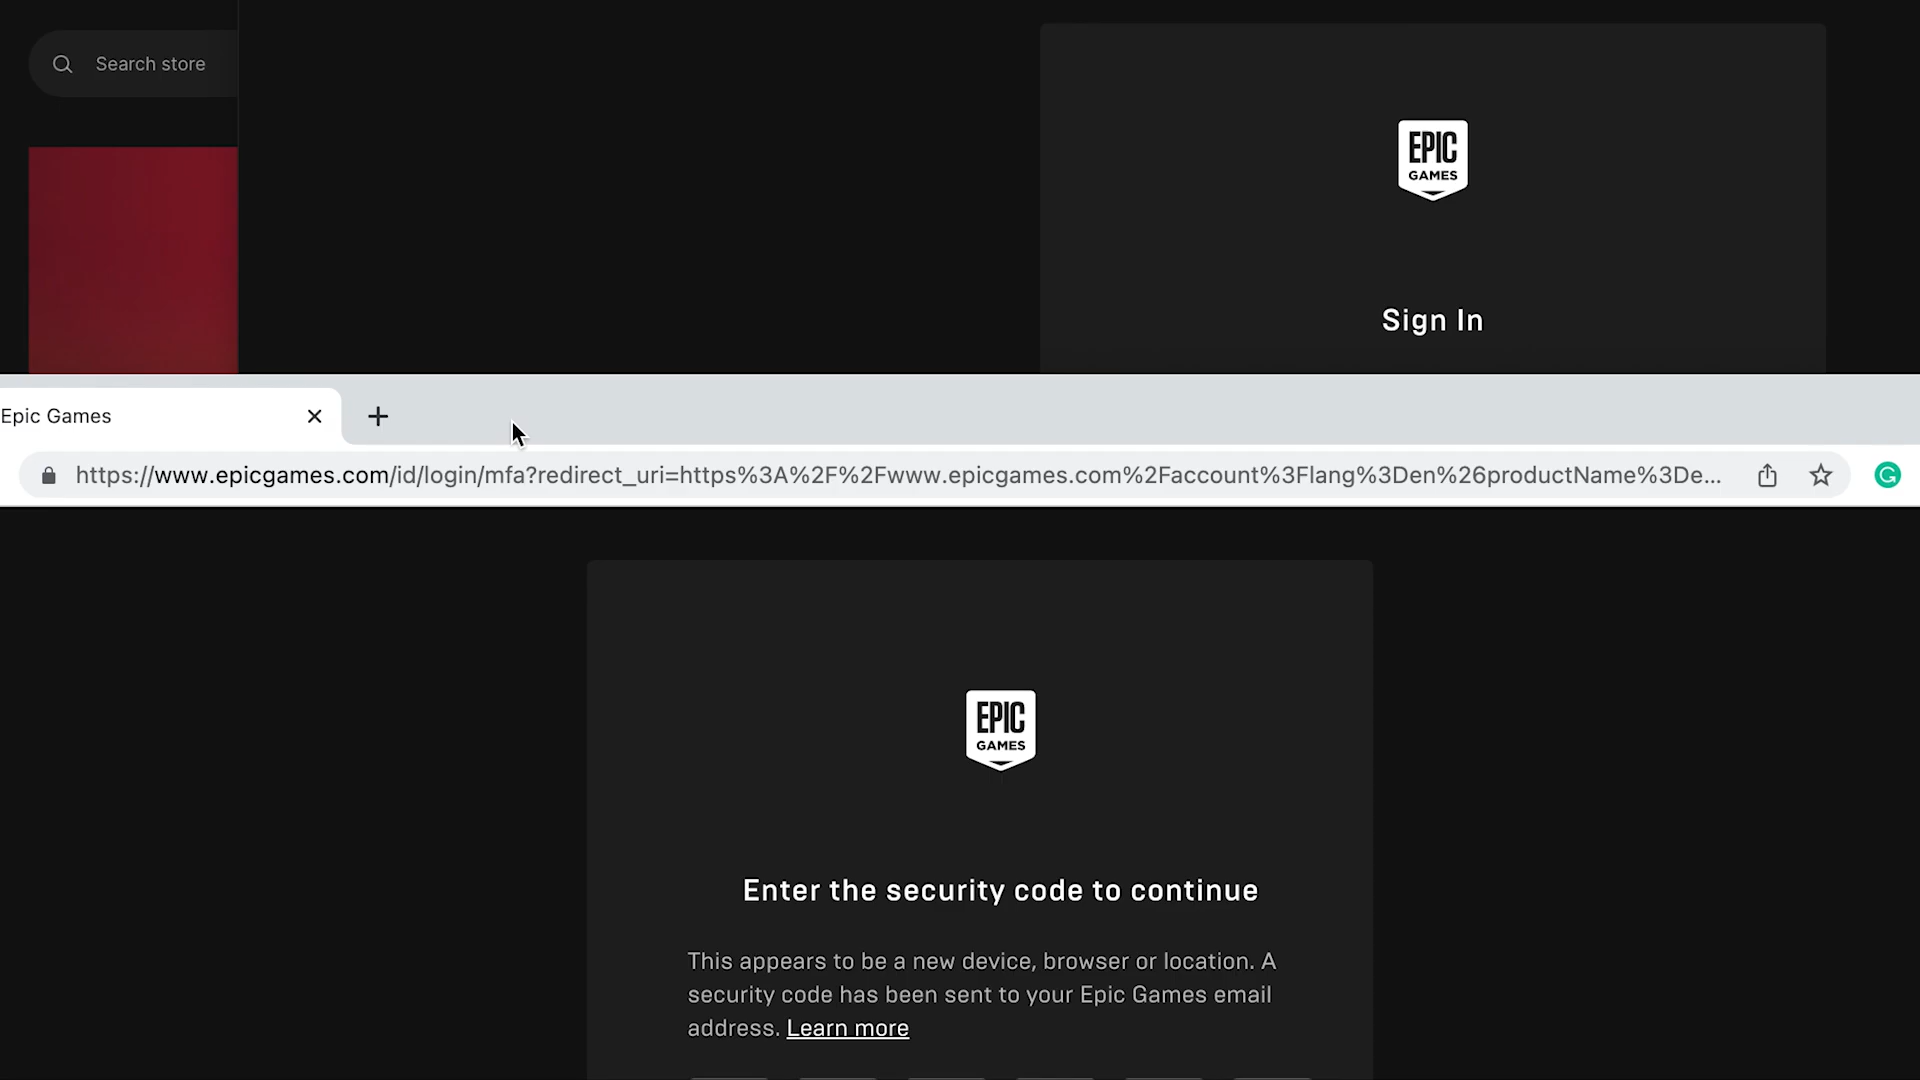 Search store
EPIC
GAMES
Sign In
Epic Games
https://www.epicgames.com/id/login/mfa?redirect_uri=https%3A%2F%2Fwww.epicgames.com%2Faccount%3Flang%3Den%26productName%3De...
EPIC
GAMES
Enter the security code to continue
This appears to be a new device, browser or location. A
security code has been sent to your Epic Games email
address. Learn more